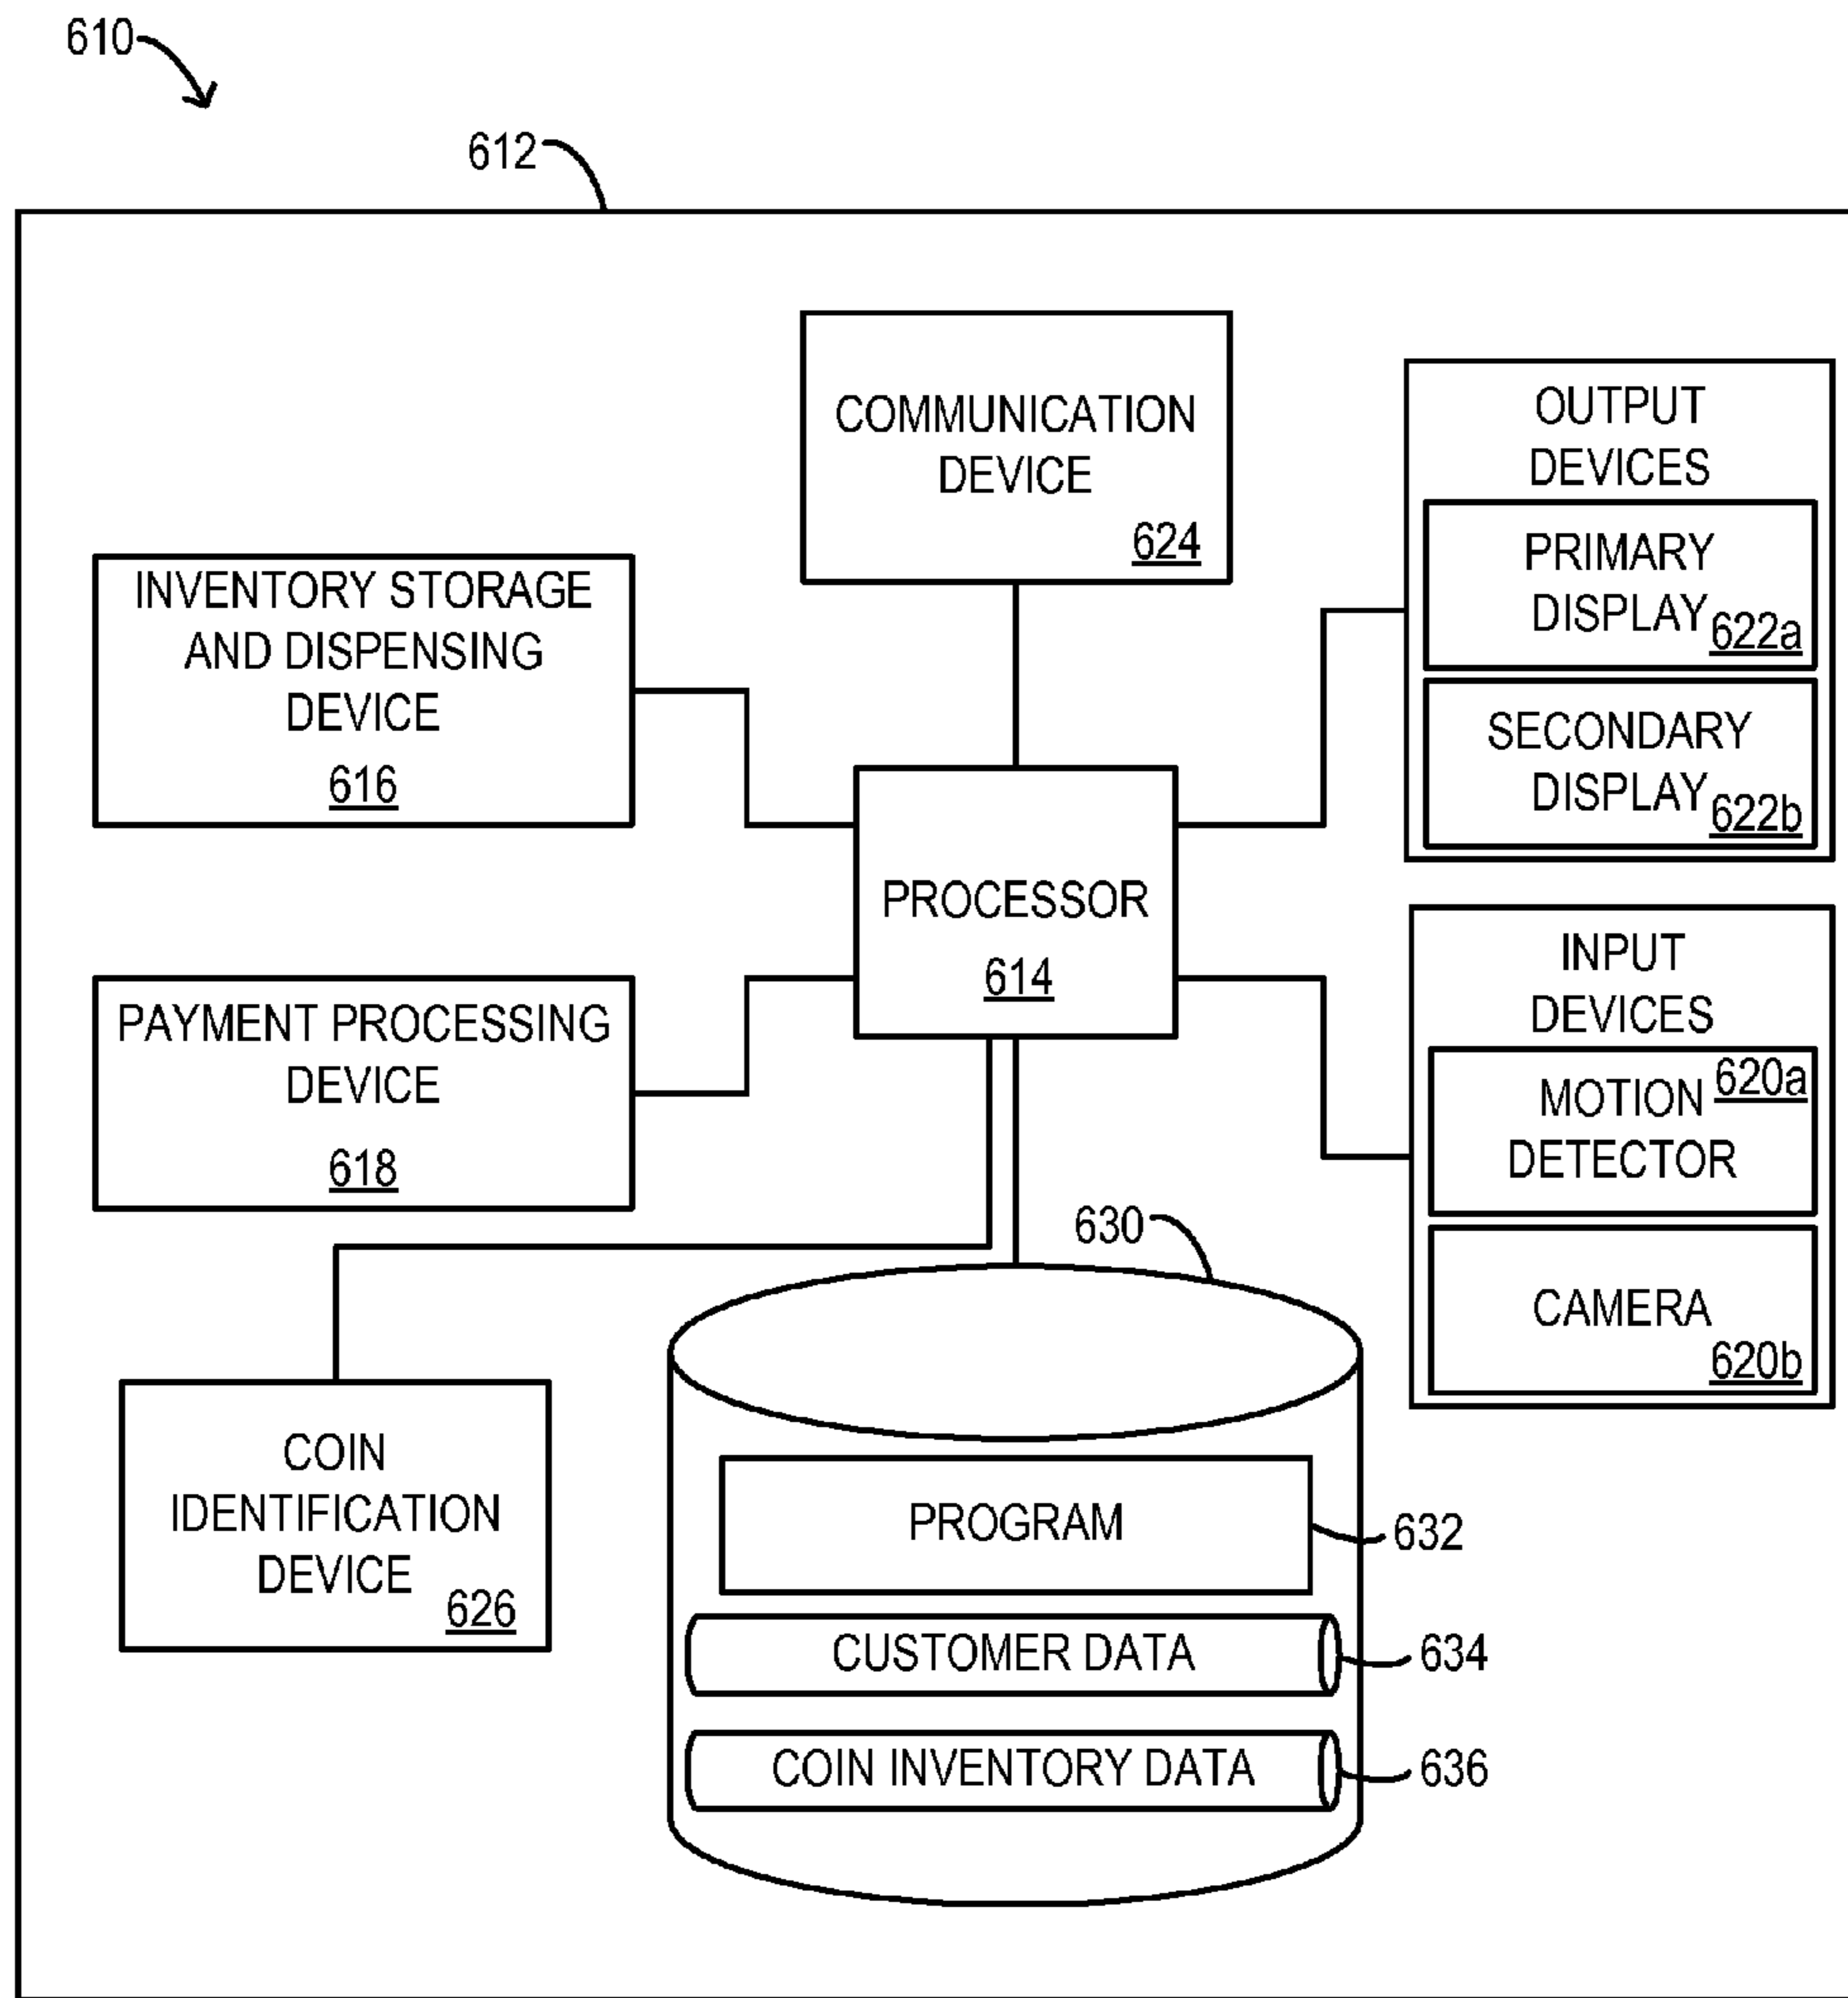 610
612
COMMUNICATION
DEVICE
624
OUTPUT
DEVICES
PRIMARY
DISPLAY
622a
SECONDARY
DISPLAY
622b
INVENTORY STORAGE
AND DISPENSING
DEVICE
616
PROCESSOR
614
PAYMENT PROCESSING
DEVICE
618
INPUT
DEVICES
620a
MOTION
DETECTOR
CAMERA
620b
630
COIN
IDENTIFICATION
DEVICE
626
PROGRAM
632
CUSTOMER DATA
634
COIN INVENTORY DATA
636